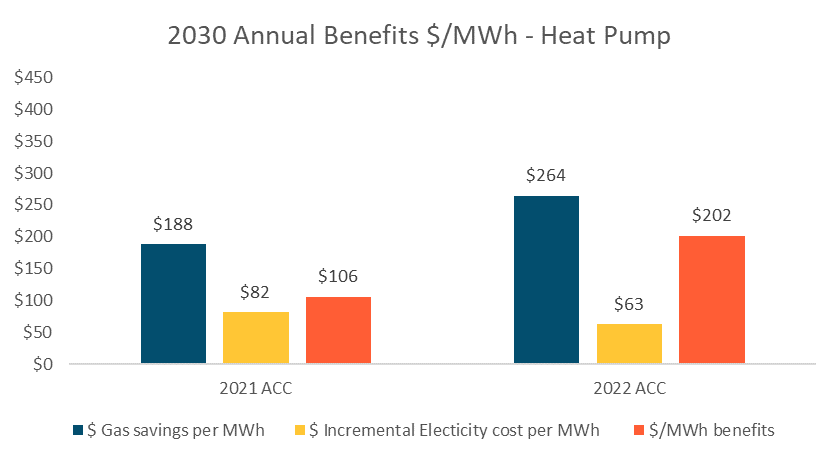 2030 Annual Benefits $/MWh - Heat Pump
$450
$400
$350
$300
$250
$200
$150
$100
$50
$0
$188
$82
$106
$264
$63
$202
2021 ACC
2022 ACC
$ Gas savings per MWh
$ Incremental Electicity cost per MWh
$/MWh benefits